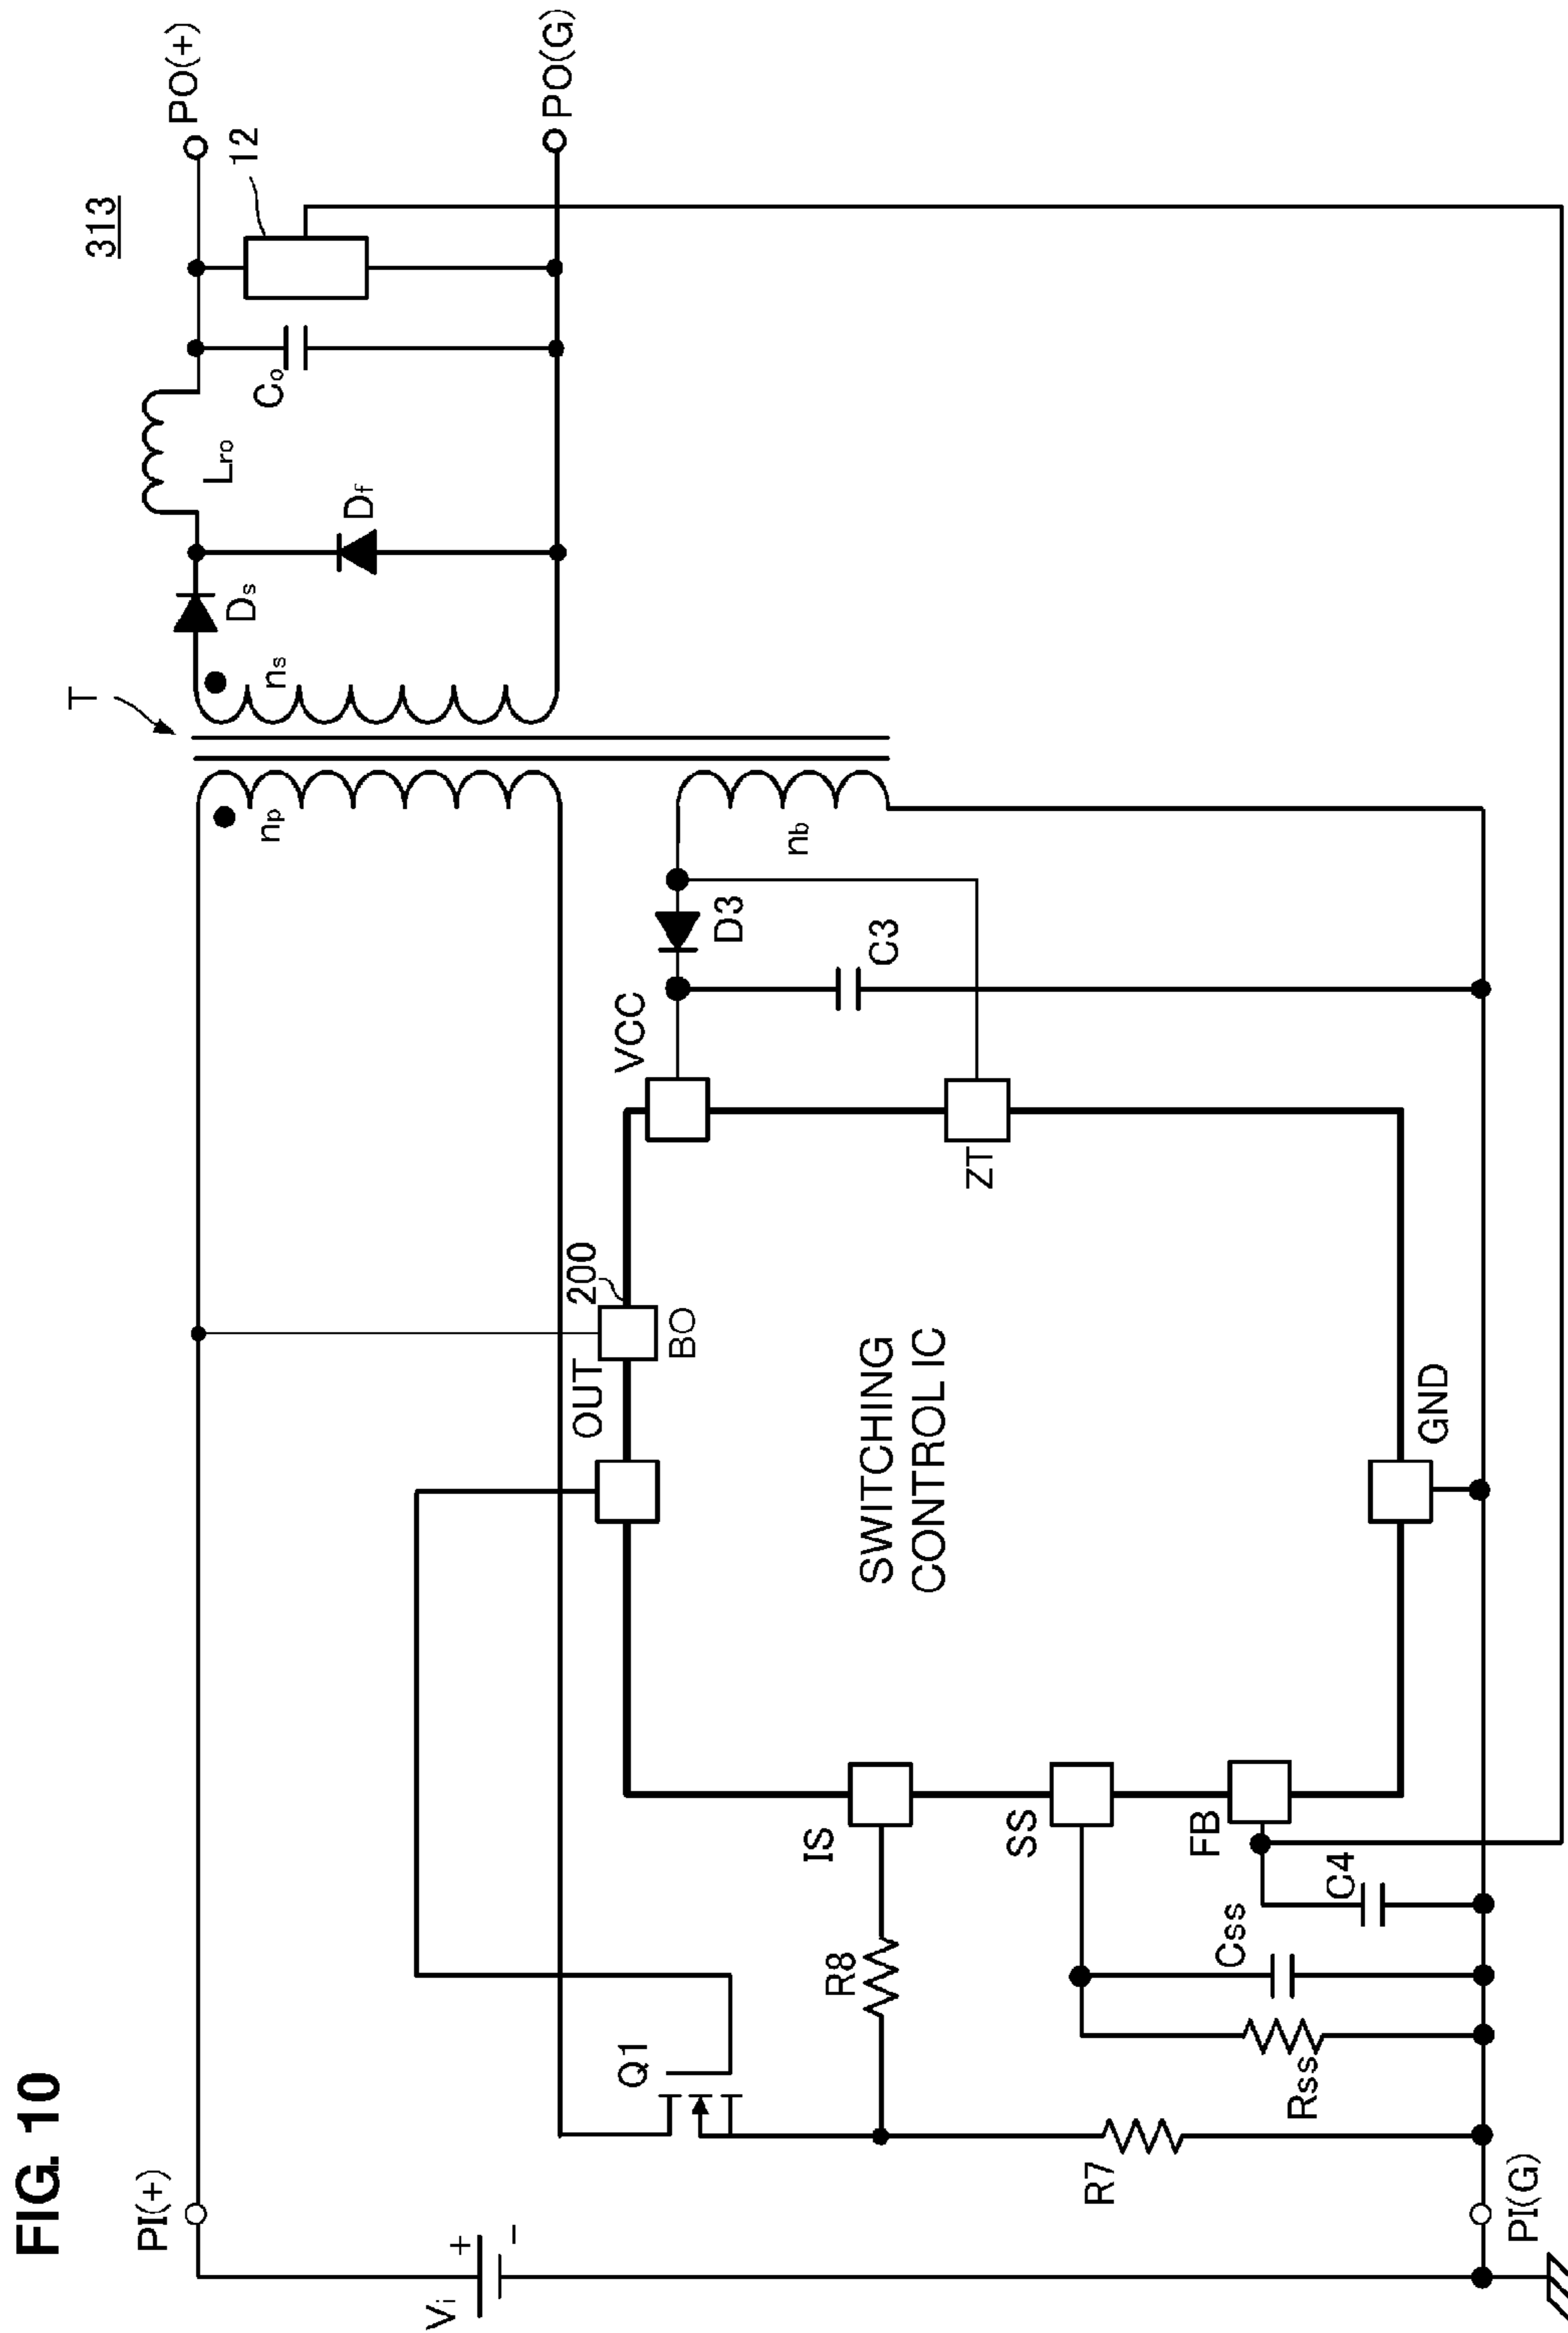 FIG. 10
313
PI(+)
PO(+)
T
12
np
ns
Ds
Lro
Co
Df
Vi
+
-
PO(G)
OUT
200
BO
VCC
Q1
D3
nb
IS
R8
SWITCHING
CONTROL IC
C3
ZT
SS
R7
FB
Css
Rss
C4
GND
PI(G)